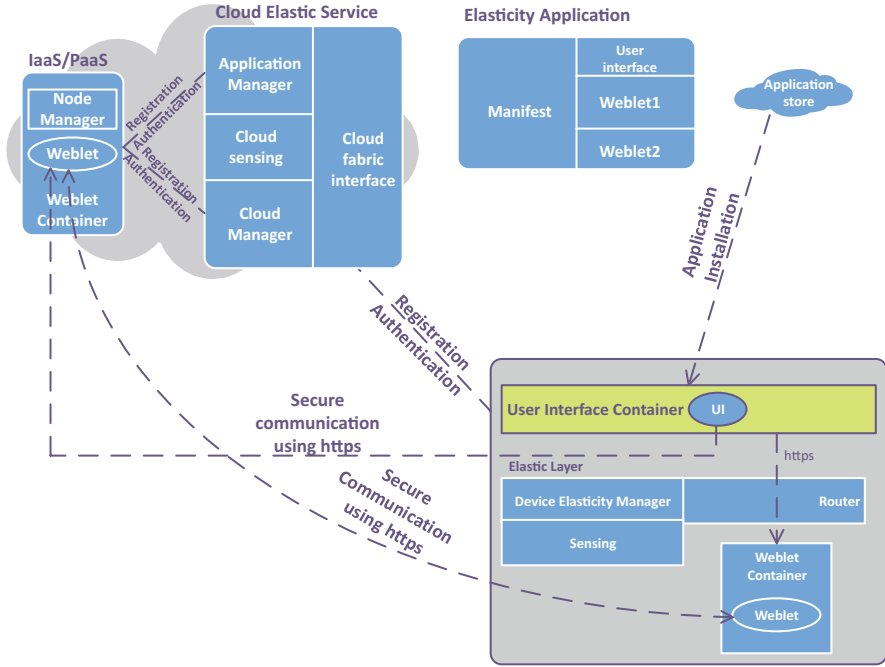 Cloud Elastic Service
Elasticity Application
IaaS/PaaS
Node
Manager
Weblet
Weblet
Container
Registration
Authentication
Registration
Authentication
Application
Manager
Cloud
sensing
Cloud
Manager
Cloud
fabric
interface
Manifest
User
interface
Weblet1
Weblet2
Application
store
Application
Installation
Registration
Authentication
Secure
communication
using https
Secure
Communication
using https
User Interface Container
UI
https
Elastic Layer
Device Elasticity Manager
Router
Sensing
Weblet
Container
Weblet